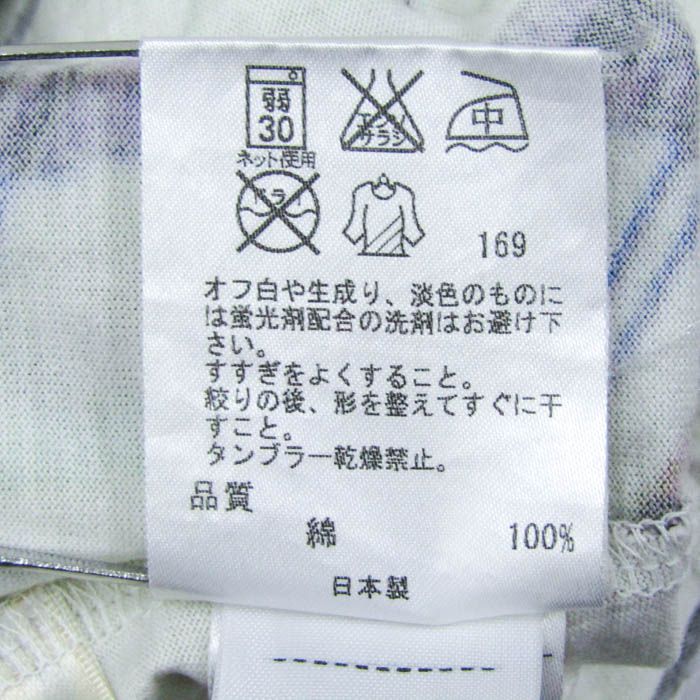 弱
30
ネット使用
エンソ
サラシ
中
ドライ
169
オフ白や生成り、淡色のものに
は蛍光剤配合の洗剤はお避け下
さい。
すすぎをよくすること。
絞りの後、形を整えてすぐに干
すこと。
タンブラー乾燥禁止。
品質
綿 100%
日本製